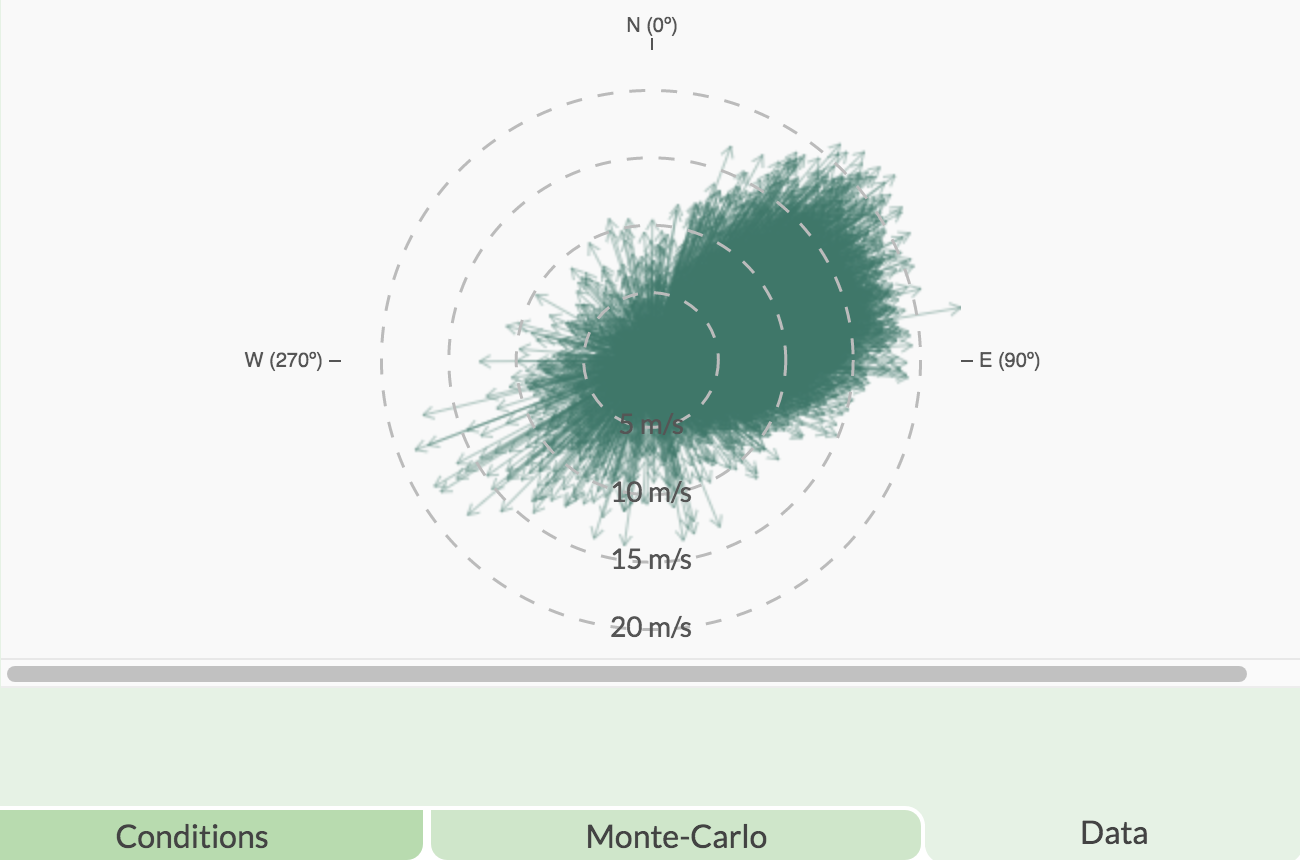 N (0º)
W (270º)
E (90º)
5 m/s
10 m/s
15 m/s
20 m/s
Conditions
Monte-Carlo
Data